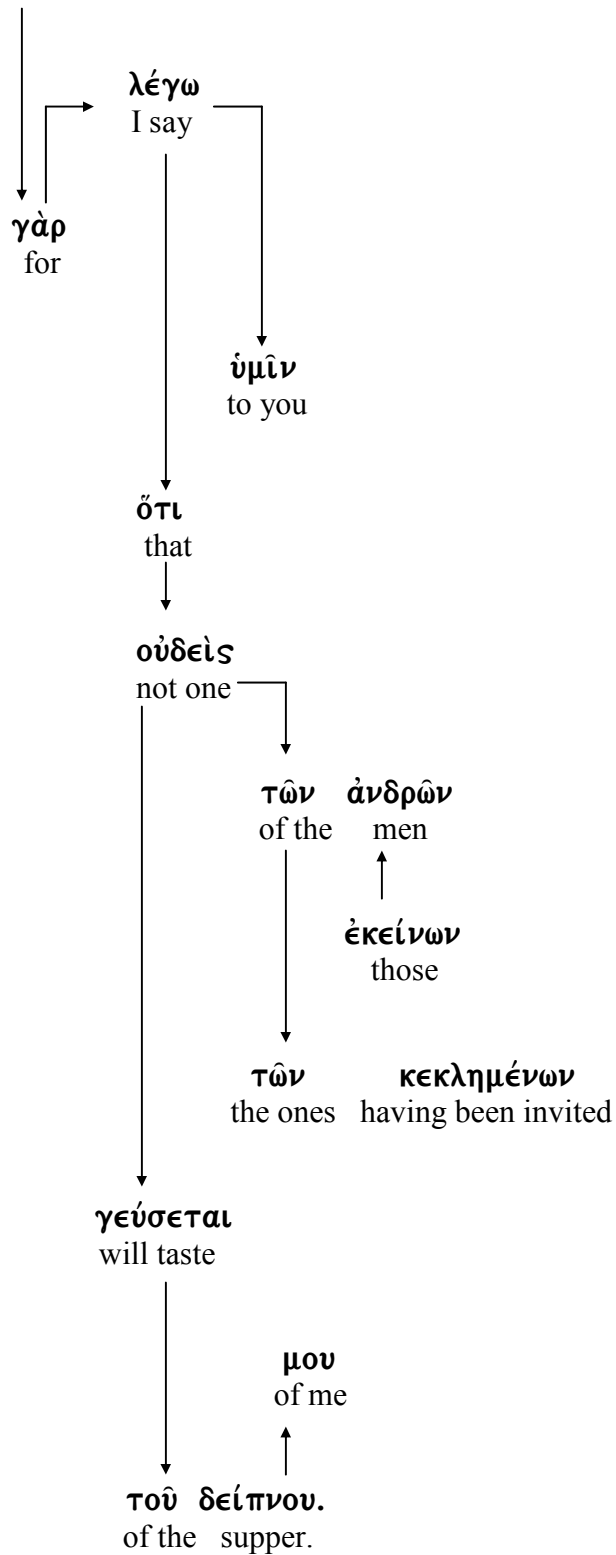 λέγω
I say
γὰρ
for
ὑμῖν
to you
ὅτι
that
οὐδεὶς
not one
τῶν ἀνδρῶν
of the men
ἐκείνων
those
τῶν κεκλημένων
the ones having been invited
γεύσεται
will taste
μου
of me
τοῦ δείπνου.
of the supper.